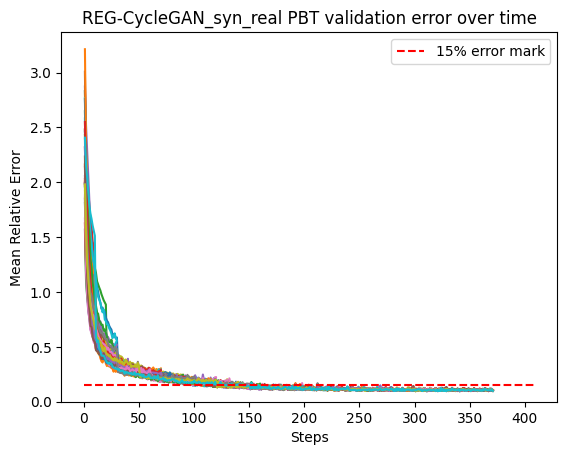 REG-CycleGAN_syn_real PBT validation error over time
15% error mark
3.0
2.5
2.0
1.5
1.0
0.5
0.0
Mean Relative Error
0 50 100 150 200 250 300 350 400
Steps